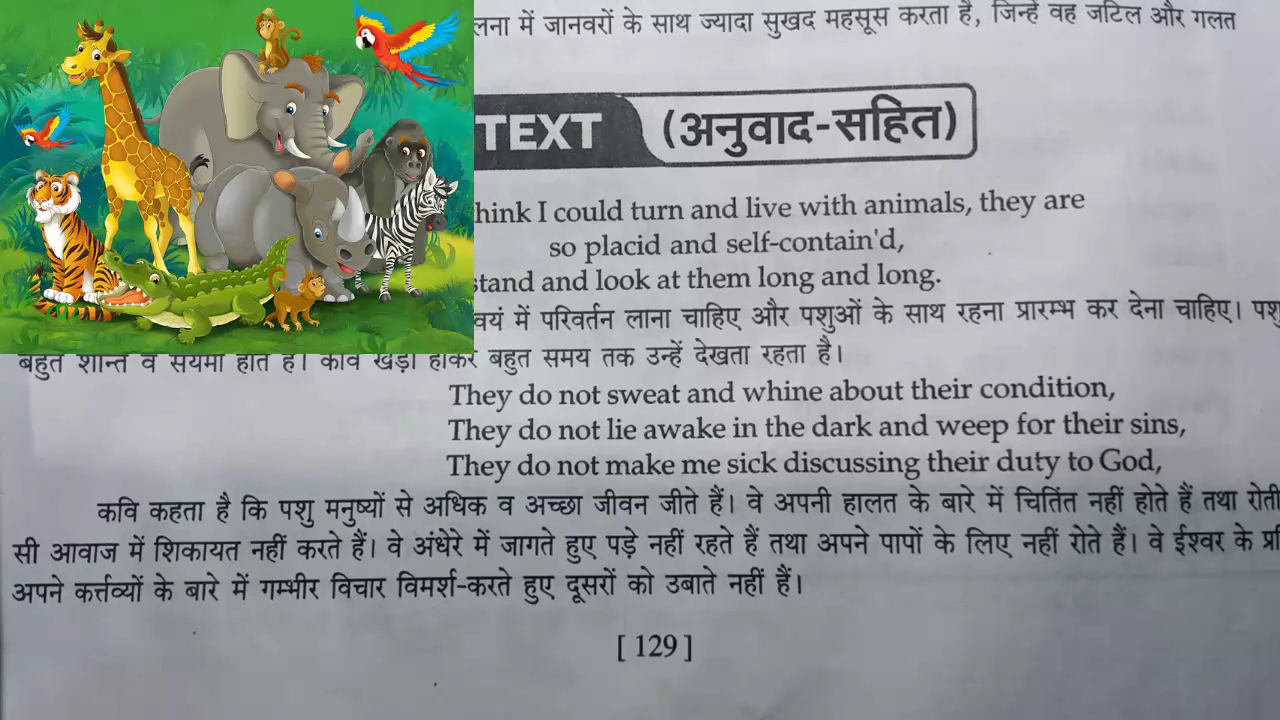 में जानवरों के साथ ज्यादा सुखद महसूस करता है, जिन्हें वह जटिल और गलत
TEXT (अनुवाद-सहित)
I could turn and live with animals, they are
so placid and self-contain'd,
and look at them long and long.
में परिवर्तन लाना चाहिए और पशुओं के साथ रहना प्रारम्भ कर देना चाहिए।
बहुत शान्त व संयमी होते हैं। कवि खड़ा होकर बहुत समय तक उन्हें देखता रहता है।
They do not sweat and whine about their condition,
They do not lie awake in the dark and weep for their sins,
They do not make me sick discussing their duty to God,
कवि कहता है कि पशु मनुष्यों से अधिक व अच्छा जीवन जीते हैं। वे अपनी हालत के बारे में चितिंत नहीं होते हैं तथा रोती
सी आवाज में शिकायत नहीं करते हैं। वे अंधेरे में जागते हुए पड़े नहीं रहते हैं तथा अपने पापों के लिए नहीं रोते हैं। वे ईश्वर के
अपने कर्त्तव्यों के बारे में गम्भीर विचार विमर्श-करते हुए दूसरों को उबाते नहीं हैं।
[ 129 ]